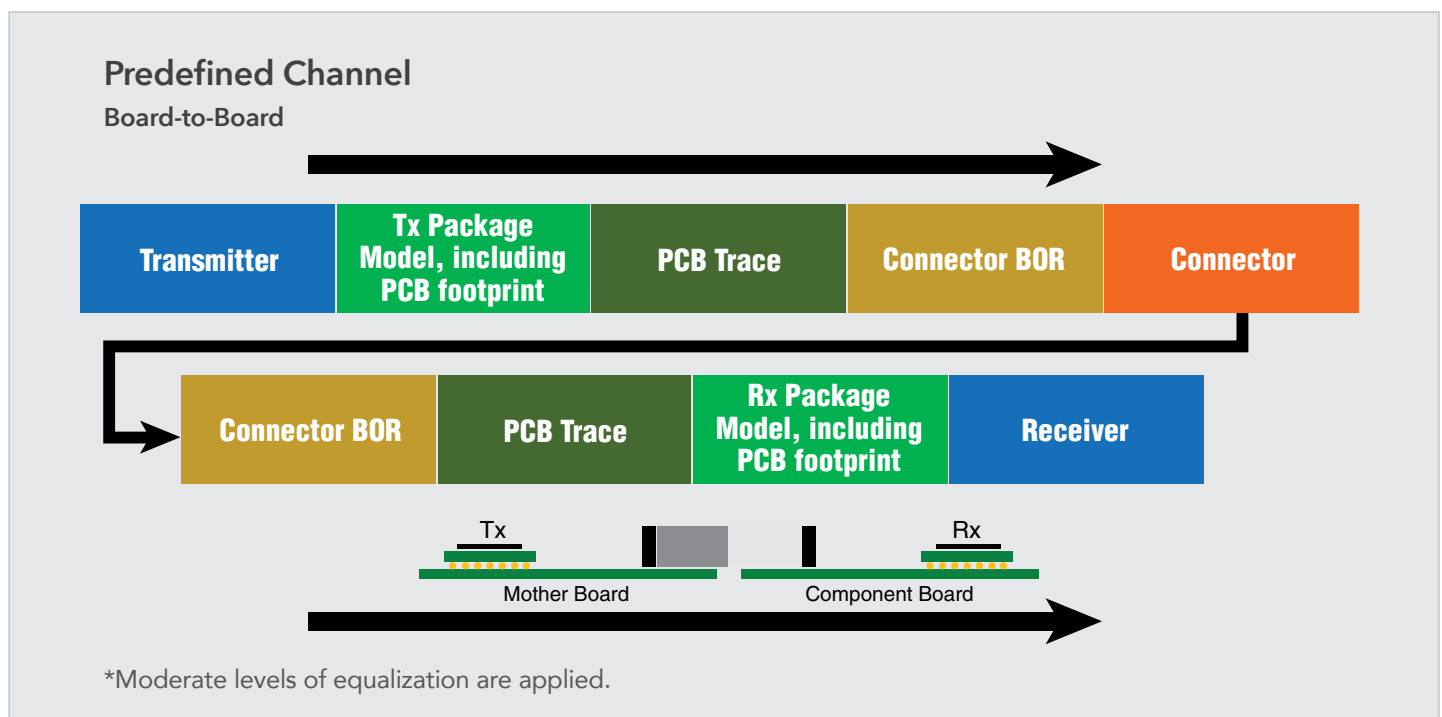 Predefined Channel
Board-to-Board
Transmitter
Tx Package
Model, including
PCB footprint
PCB Trace
Connector BOR
Connector
Connector BOR
PCB Trace
Rx Package
Model, including
PCB footprint
Receiver
Tx
Rx
Mother Board
Component Board
*Moderate levels of equalization are applied.